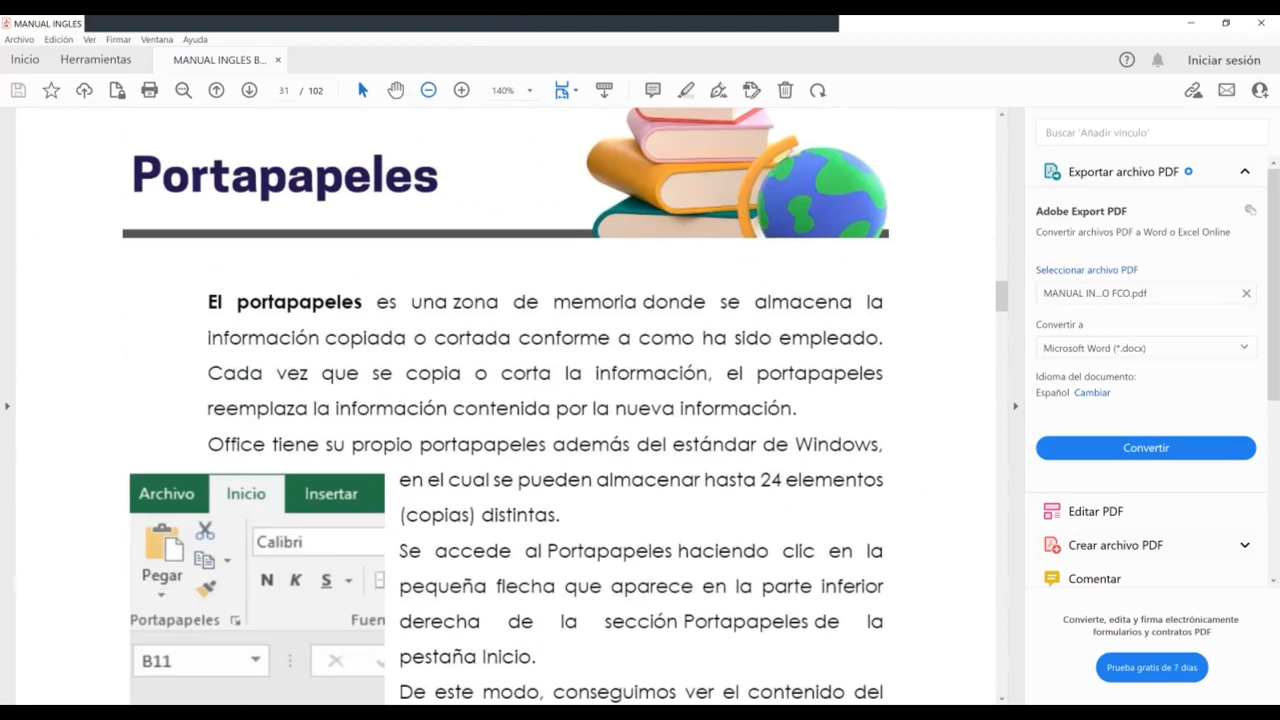 MANUAL INGLES
Archivo Edición Ver Firmar Ventana Ayuda
Inicio Herramientas MANUAL INGLES B... × Iniciar sesión
31 / 102 140%
Portapapeles
El portapapeles es una zona de memoria donde se almacena la
información copiada o cortada conforme a como ha sido empleado.
Cada vez que se copia o corta la información, el portapapeles
reemplaza la información contenida por la nueva información.
Office tiene su propio portapapeles además del estándar de Windows,
en el cual se pueden almacenar hasta 24 elementos
(copias) distintas.
Se accede al Portapapeles haciendo clic en la
pequeña flecha que aparece en la parte inferior
derecha de la sección Portapapeles de la
pestaña Inicio.
De este modo, conseguimos ver el contenido del
Archivo Inicio Insertar
Calibri
Pegar N K S
Portapapeles Fuen
B11
Buscar 'Añadir vínculo'
Exportar archivo PDF
Adobe Export PDF
Convertir archivos PDF a Word o Excel Online
Seleccionar archivo PDF
MANUAL IN...O FCO.pdf
Convertir a
Microsoft Word (*.docx)
Idioma del documento:
Español Cambiar
Convertir
Editar PDF
Crear archivo PDF
Comentar
Convierte, edita y firma electrónicamente
formularios y contratos PDF
Prueba gratis de 7 días